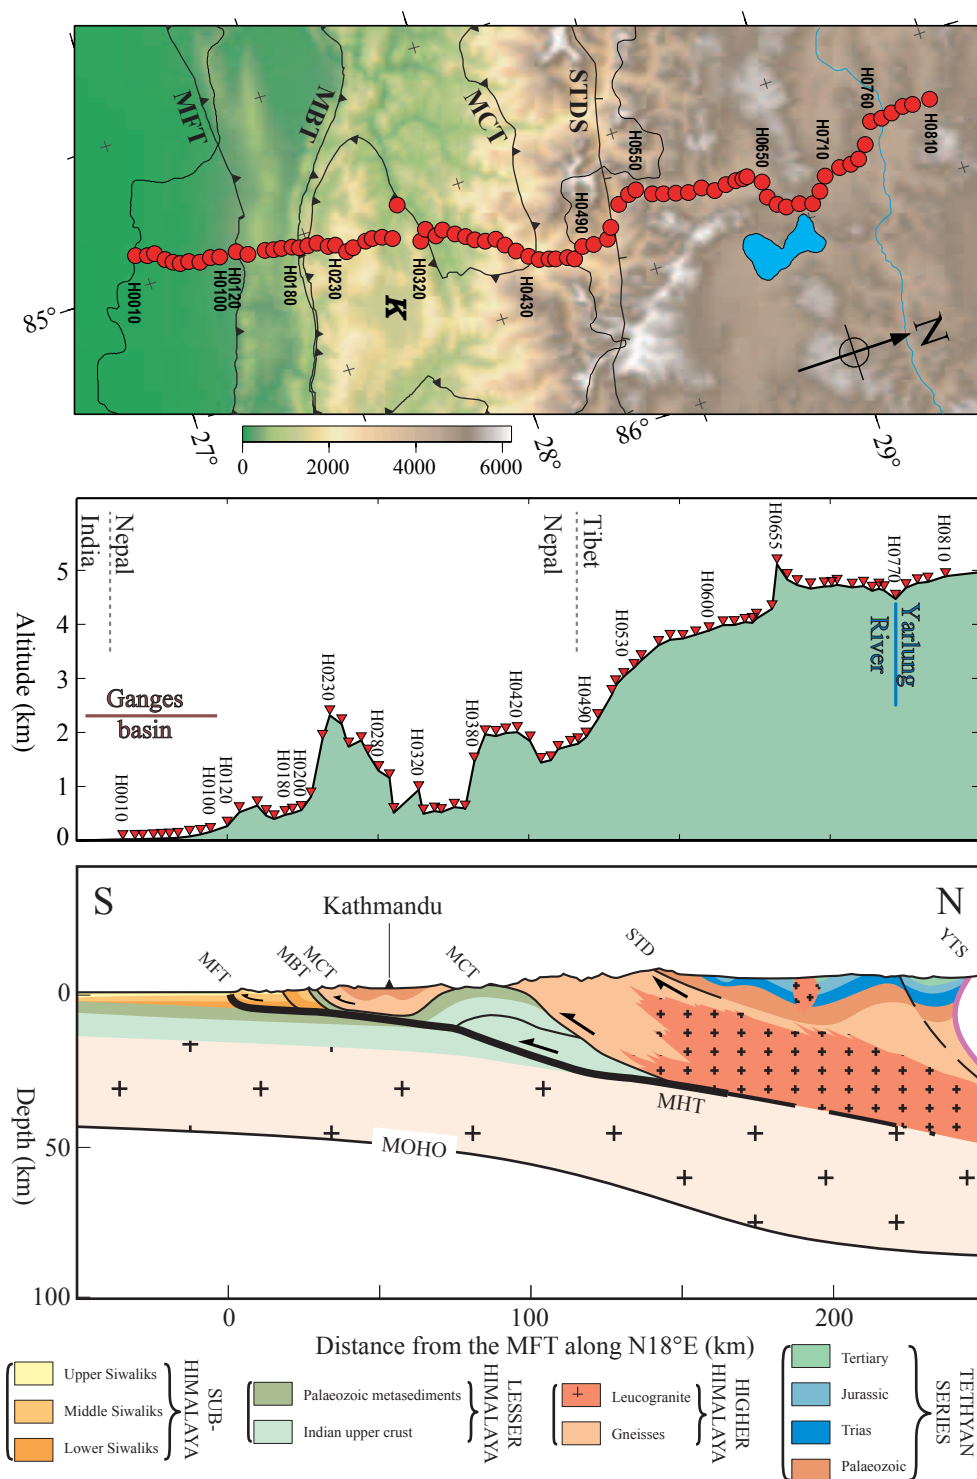 MFT
MBT
MCT
STDS
H0550
H0650
H0710
H0760
H0810
H0490
H0010
H0100
H0120
H0180
H0230
H0320
H0430
K
N
85°
27°
28°
86°
29°
0
2000
4000
6000
India
Nepal
Nepal
Tibet
Ganges
basin
Yarlung
River
H0010
H0100
H0120
H0180
H0200
H0230
H0280
H0320
H0380
H0420
H0490
H0530
H0600
H0655
H0770
H0810
Altitude (km)
5
4
3
2
1
0
S
N
Kathmandu
MFT
MBT
MCT
MCT
STD
YTS
MHT
MOHO
Depth (km)
0
50
100
0
100
200
Distance from the MFT along N18°E (km)
Upper Siwaliks
Middle Siwaliks
Lower Siwaliks
SUB-
HIMALAYA
Palaeozoic metasediments
Indian upper crust
LESSER
HIMALAYA
Leucogranite
Gneisses
HIGHER
HIMALAYA
Tertiary
Jurassic
Trias
Palaeozoic
TETHYAN
SERIES